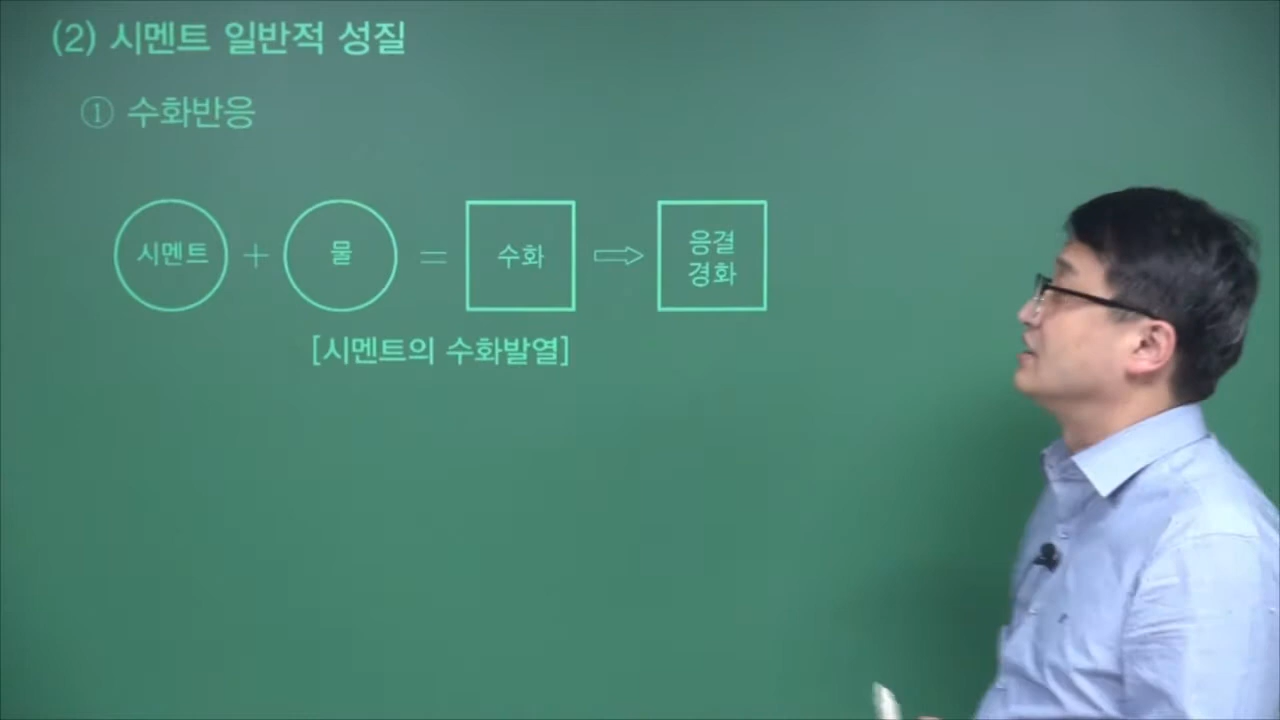 (2) 시멘트 일반적 성질
① 수화반응
시멘트 + 물 = 수화 ⇨ 응결
경화
[시멘트의 수화발열]